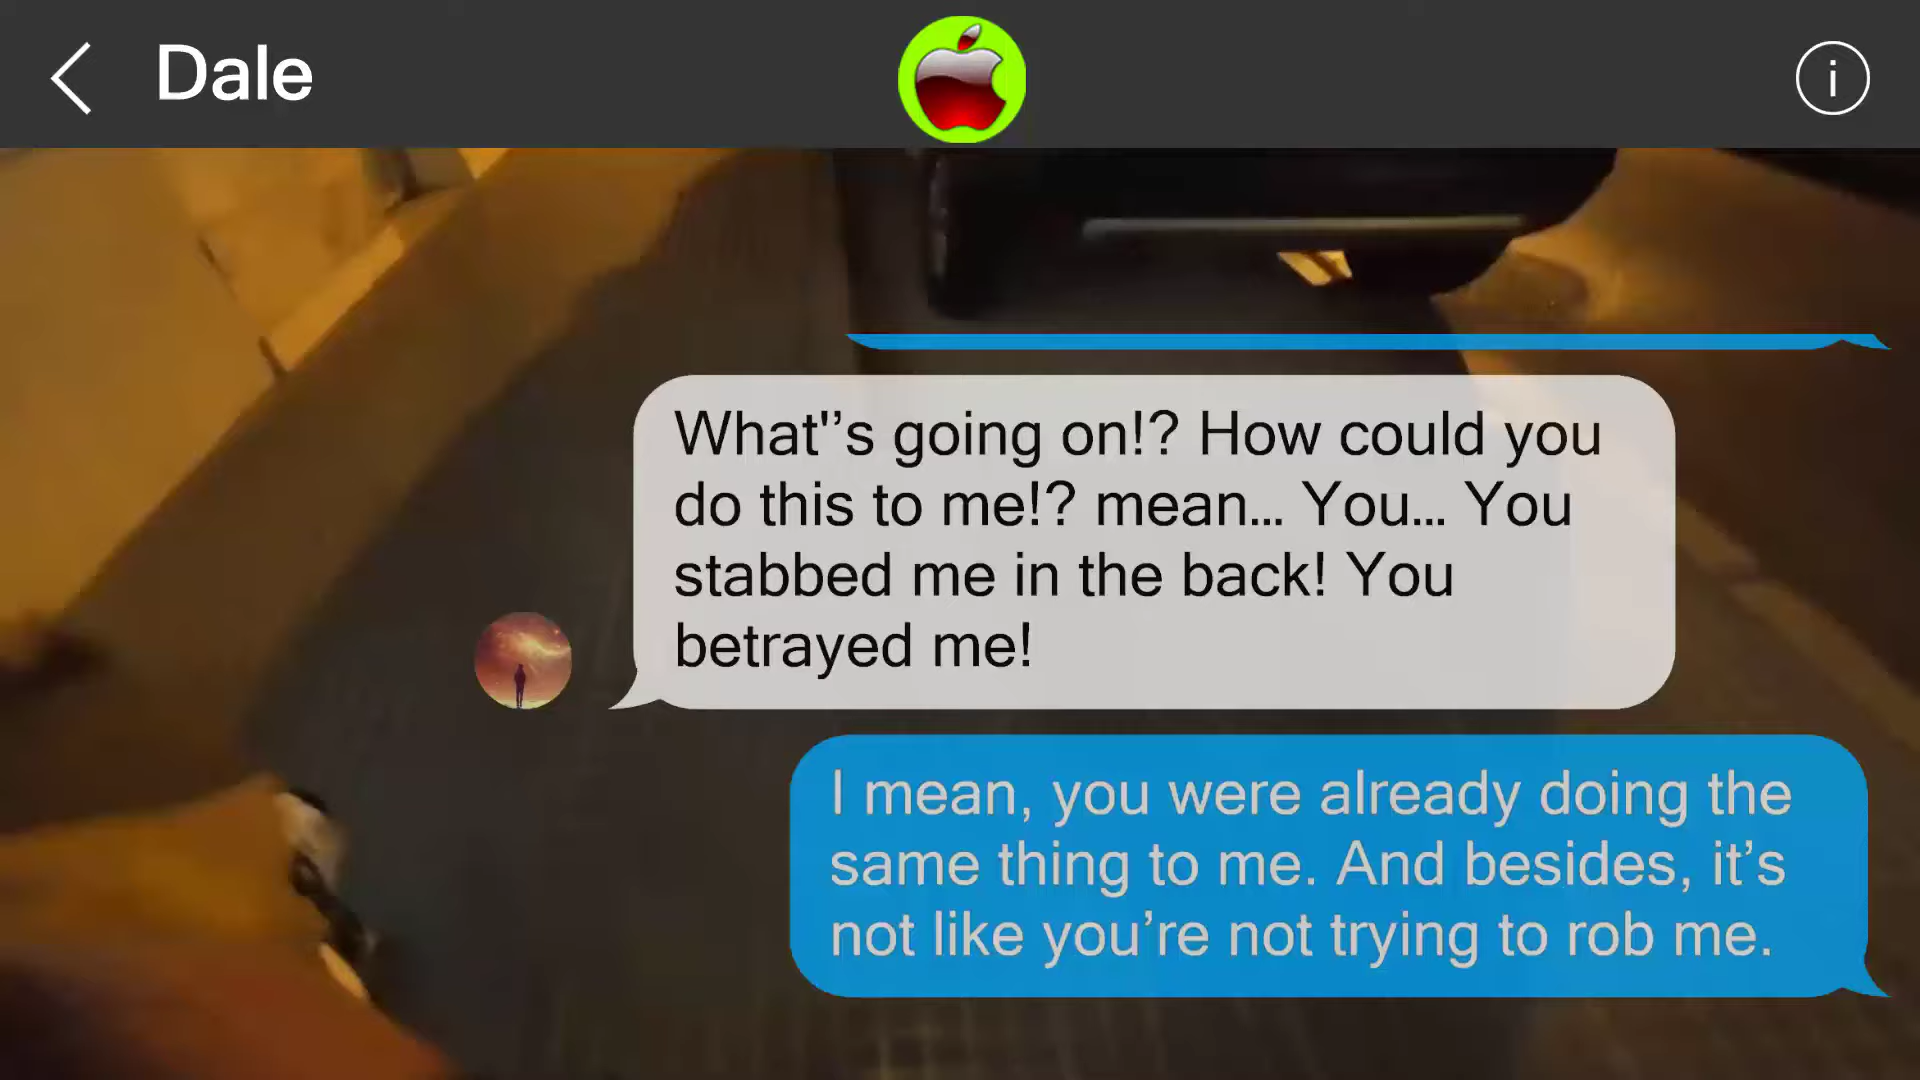 Dale
i
What"’s going on!? How could you
do this to me!? mean... You... You
stabbed me in the back! You
betrayed me!
I mean, you were already doing the
same thing to me. And besides, it’s
not like you’re not trying to rob me.